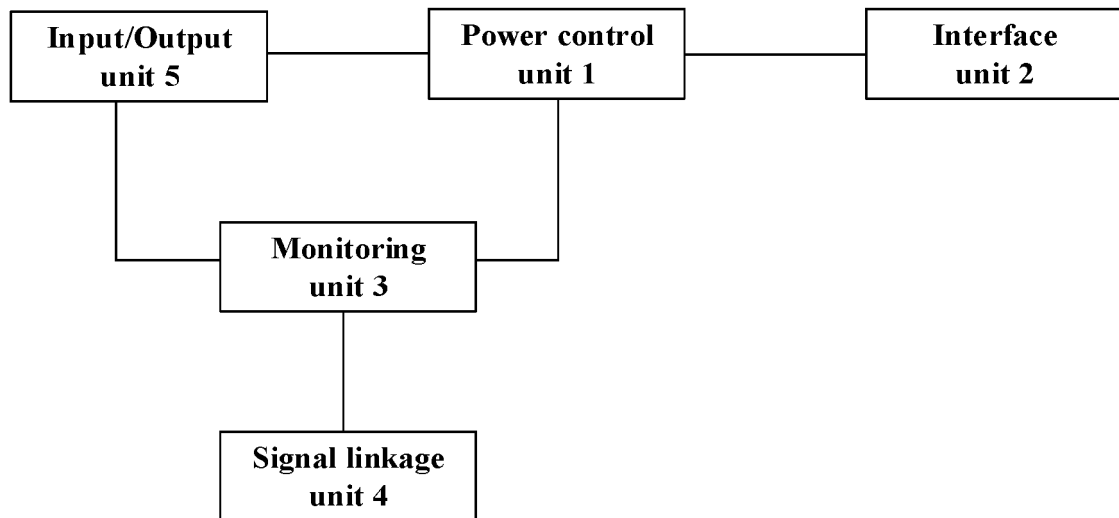 Input/Output
unit 5
Power control
unit 1
Interface
unit 2
Monitoring
unit 3
Signal linkage
unit 4